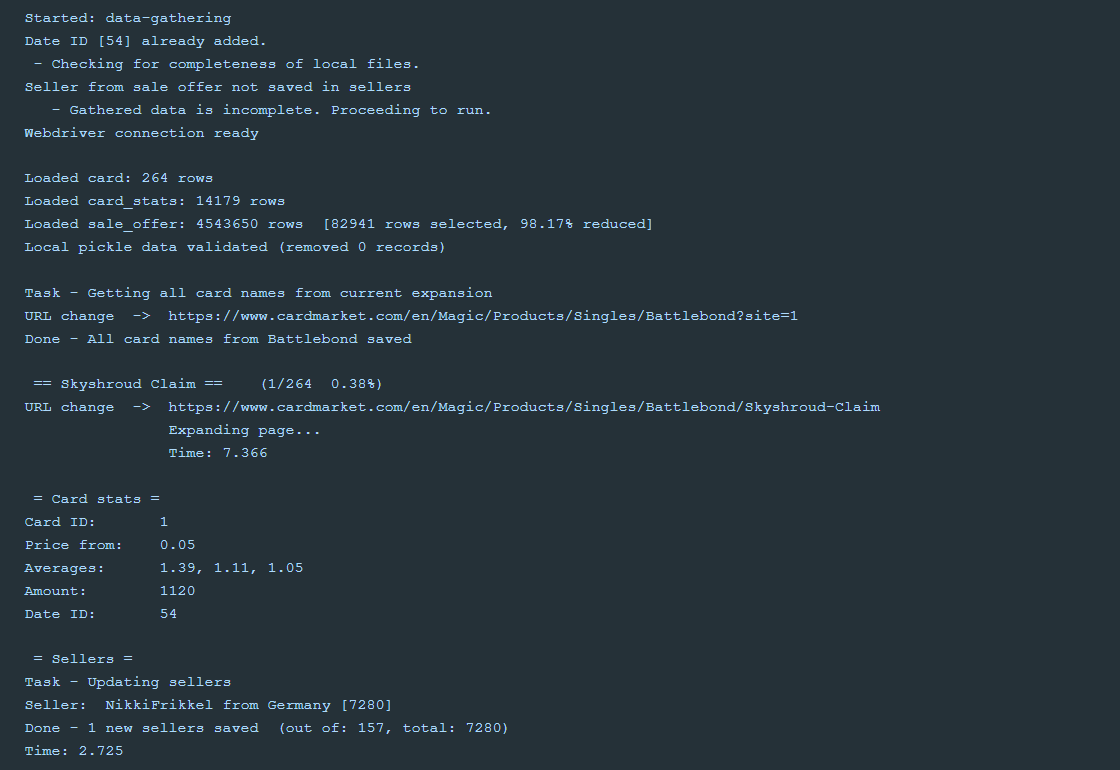 Started: data-gathering
Date ID [54] already added.
 - Checking for completeness of local files.
Seller from sale offer not saved in sellers
   - Gathered data is incomplete. Proceeding to run.
Webdriver connection ready
Loaded card: 264 rows
Loaded card_stats: 14179 rows
Loaded sale_offer: 4543650 rows  [82941 rows selected, 98.17% reduced]
Local pickle data validated (removed 0 records)
Task - Getting all card names from current expansion
URL change  ->  https://www.cardmarket.com/en/Magic/Products/Singles/Battlebond?site=1
Done - All card names from Battlebond saved
 == Skyshroud Claim ==    (1/264  0.38%)
URL change  ->  https://www.cardmarket.com/en/Magic/Products/Singles/Battlebond/Skyshroud-Claim
                Expanding page...
                Time: 7.366
 = Card stats =
Card ID:       1
Price from:    0.05
Averages:      1.39, 1.11, 1.05
Amount:        1120
Date ID:       54
 = Sellers =
Task - Updating sellers
Seller:  NikkiFrikkel from Germany [7280]
Done - 1 new sellers saved  (out of: 157, total: 7280)
Time: 2.725